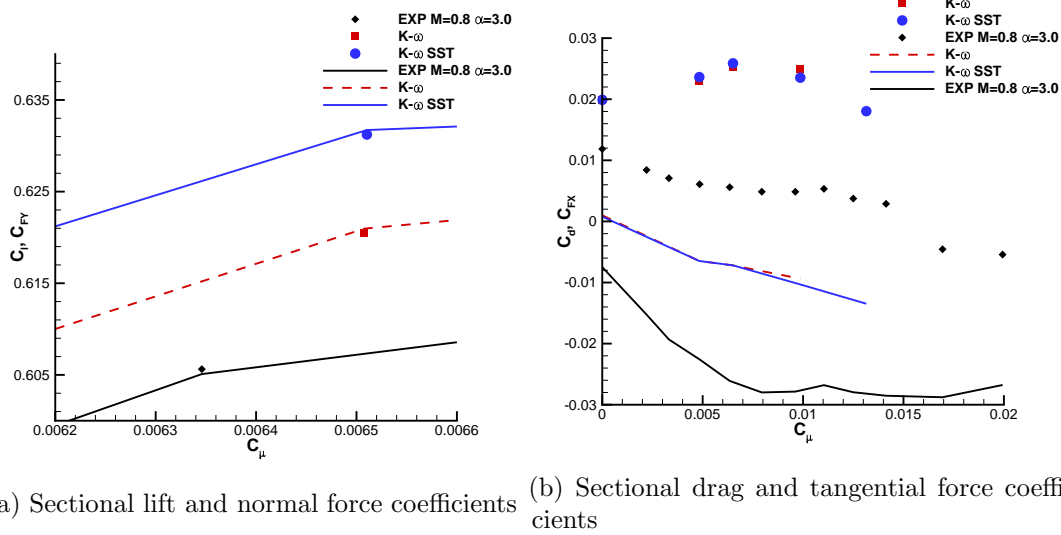 EXP M=0.8 α=3.0
K-ω
K-ω SST
EXP M=0.8 α=3.0
K-ω
K-ω SST
0.635
0.625
0.615
0.605
C_l, C_FY
0.0062 0.0063 0.0064 0.0065 0.0066
C_μ
a) Sectional lift and normal force coefficients
K-ω
K-ω SST
EXP M=0.8 α=3.0
K-ω
K-ω SST
EXP M=0.8 α=3.0
0.03
0.02
0.01
0
-0.01
-0.02
-0.03
C_d, C_FX
0 0.005 0.01 0.015 0.02
C_μ
(b) Sectional drag and tangential force coeffi
cients